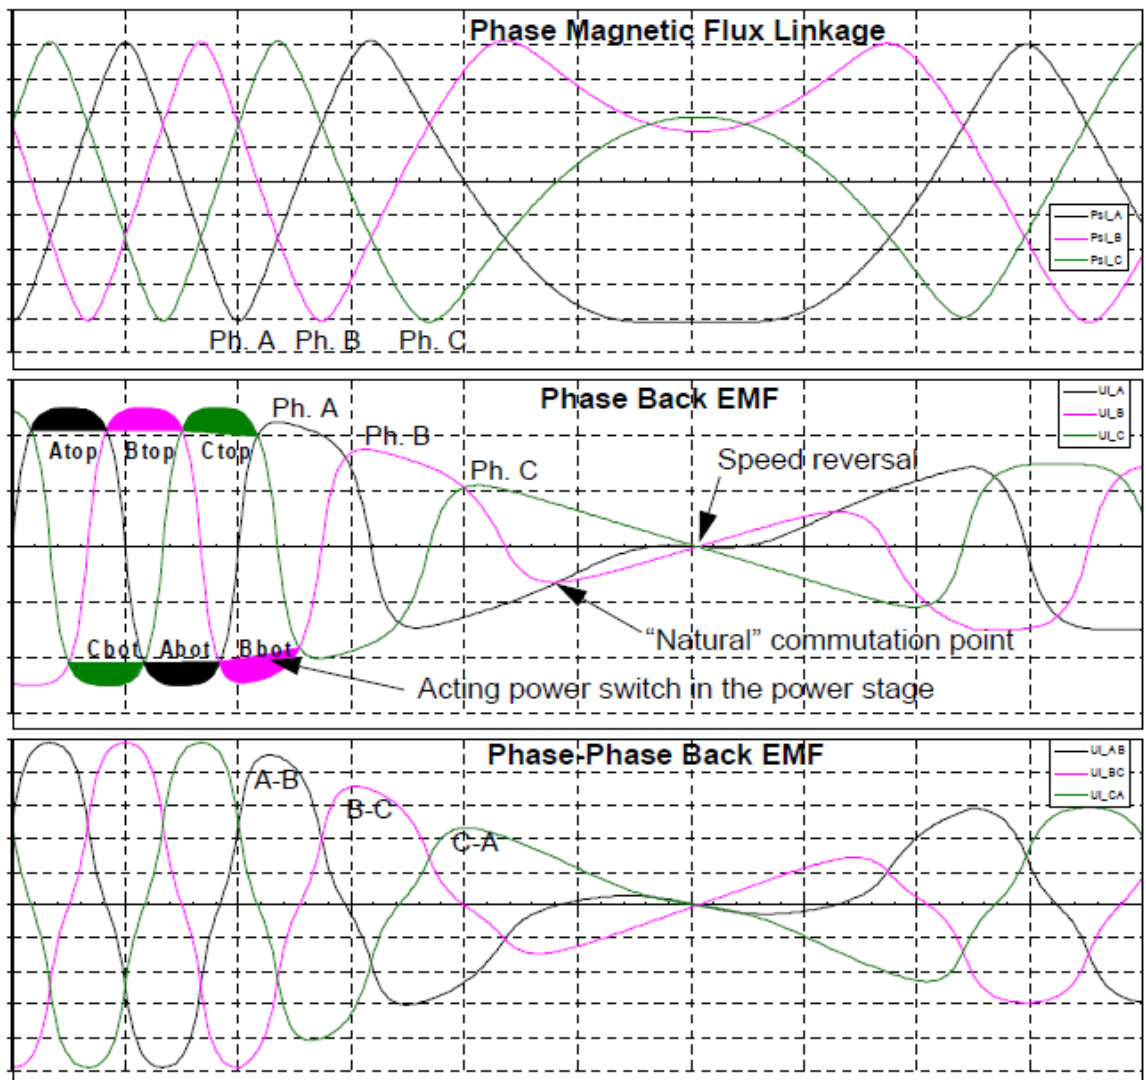 Phase Magnetic Flux Linkage
Psi_A
Psi_B
Psi_C
Ph. A
Ph. B
Ph. C
Phase Back EMF
UI_A
UI_B
UI_C
Ph. A
Ph. B
Ph. C
Speed reversal
Atop
Btop
Ctop
Cbot
Abot
Bbot
“Natural” commutation point
Acting power switch in the power stage
Phase-Phase Back EMF
UI_AB
UI_BC
UI_CA
A-B
B-C
C-A